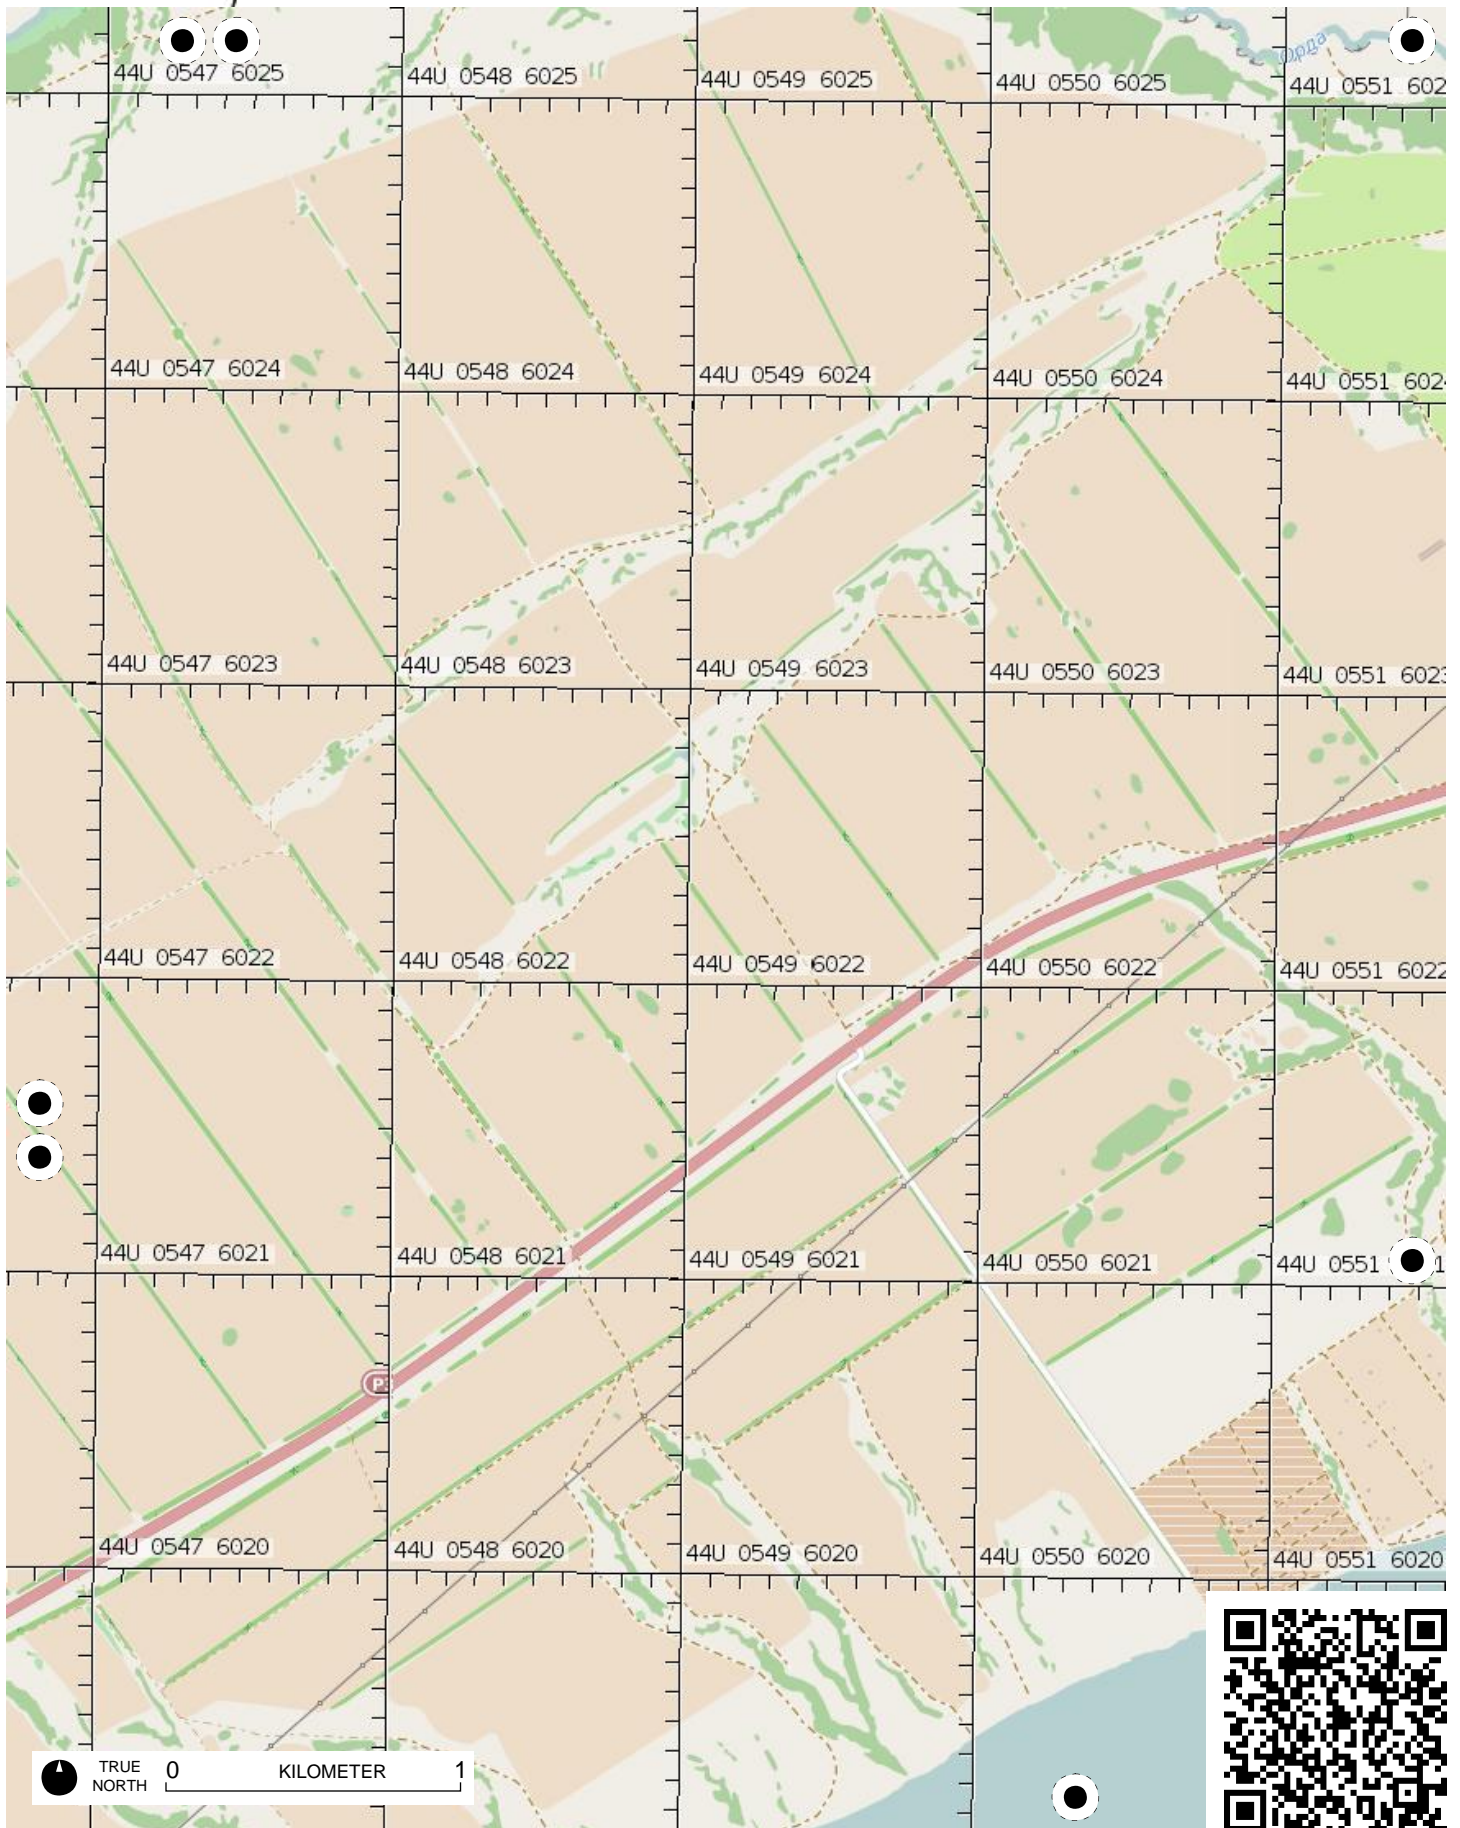 44U 0547 6025
44U 0548 6025
44U 0549 6025
44U 0550 6025
44U 0551 602
Орда
44U 0547 6024
44U 0548 6024
44U 0549 6024
44U 0550 6024
44U 0551 6024
44U 0547 6023
44U 0548 6023
44U 0549 6023
44U 0550 6023
44U 0551 6023
44U 0547 6022
44U 0548 6022
44U 0549 6022
44U 0550 6022
44U 0551 6022
44U 0547 6021
44U 0548 6021
44U 0549 6021
44U 0550 6021
44U 0551 1
44U 0547 6020
44U 0548 6020
44U 0549 6020
44U 0550 6020
44U 0551 6020
TRUE NORTH
0 KILOMETER 1